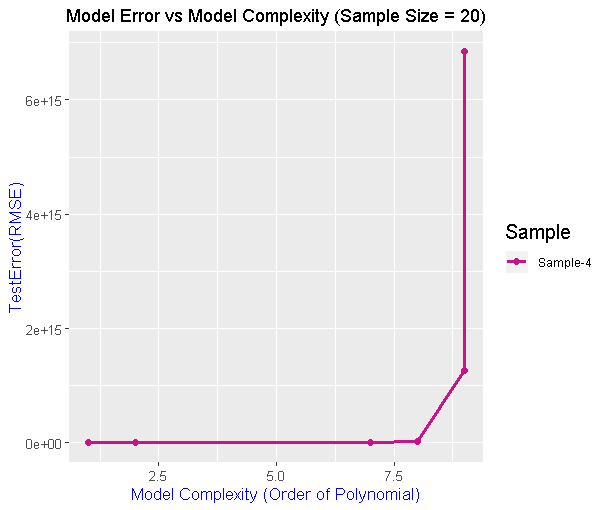 Model Error vs Model Complexity (Sample Size = 20)
TestError(RMSE)
6e+15
4e+15
2e+15
0e+00
2.5 5.0 7.5
Model Complexity (Order of Polynomial)
Sample
Sample-4